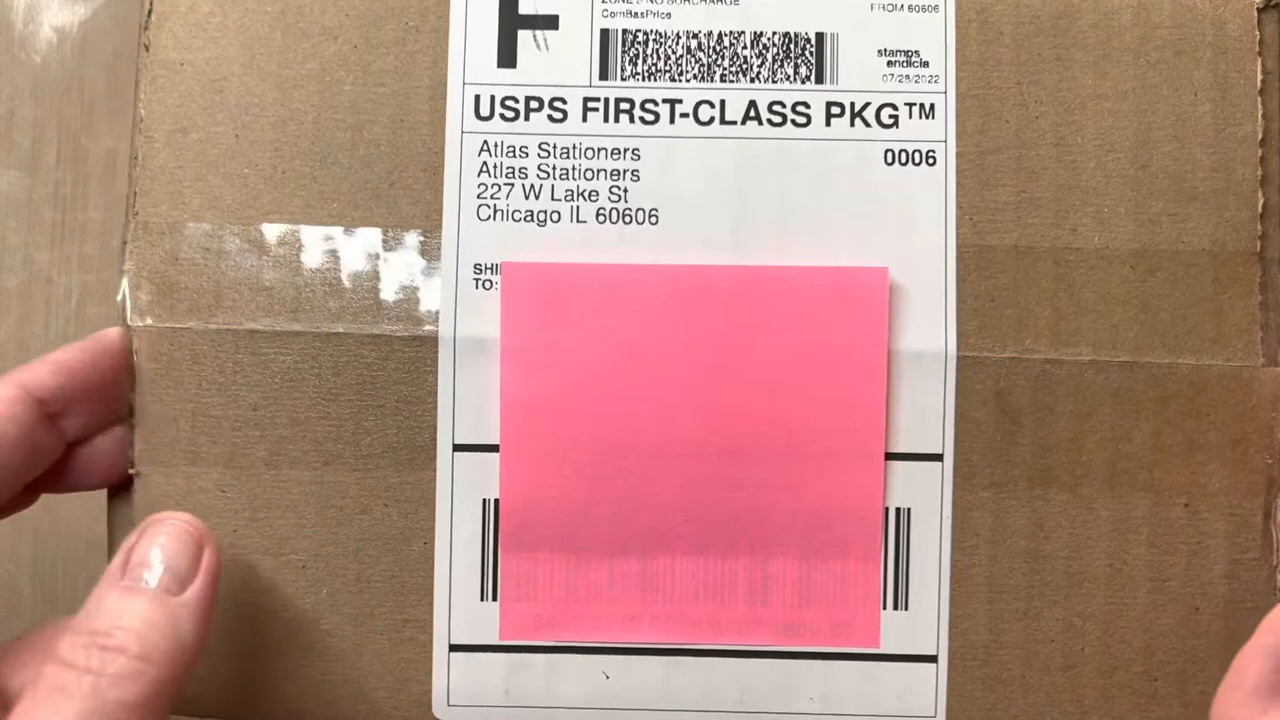 F
ComBasPrice
FROM 60606
stamps
endicia
07/28/2022
USPS FIRST-CLASS PKG™
Atlas Stationers
0006
Atlas Stationers
227 W Lake St
Chicago IL 60606
TO: